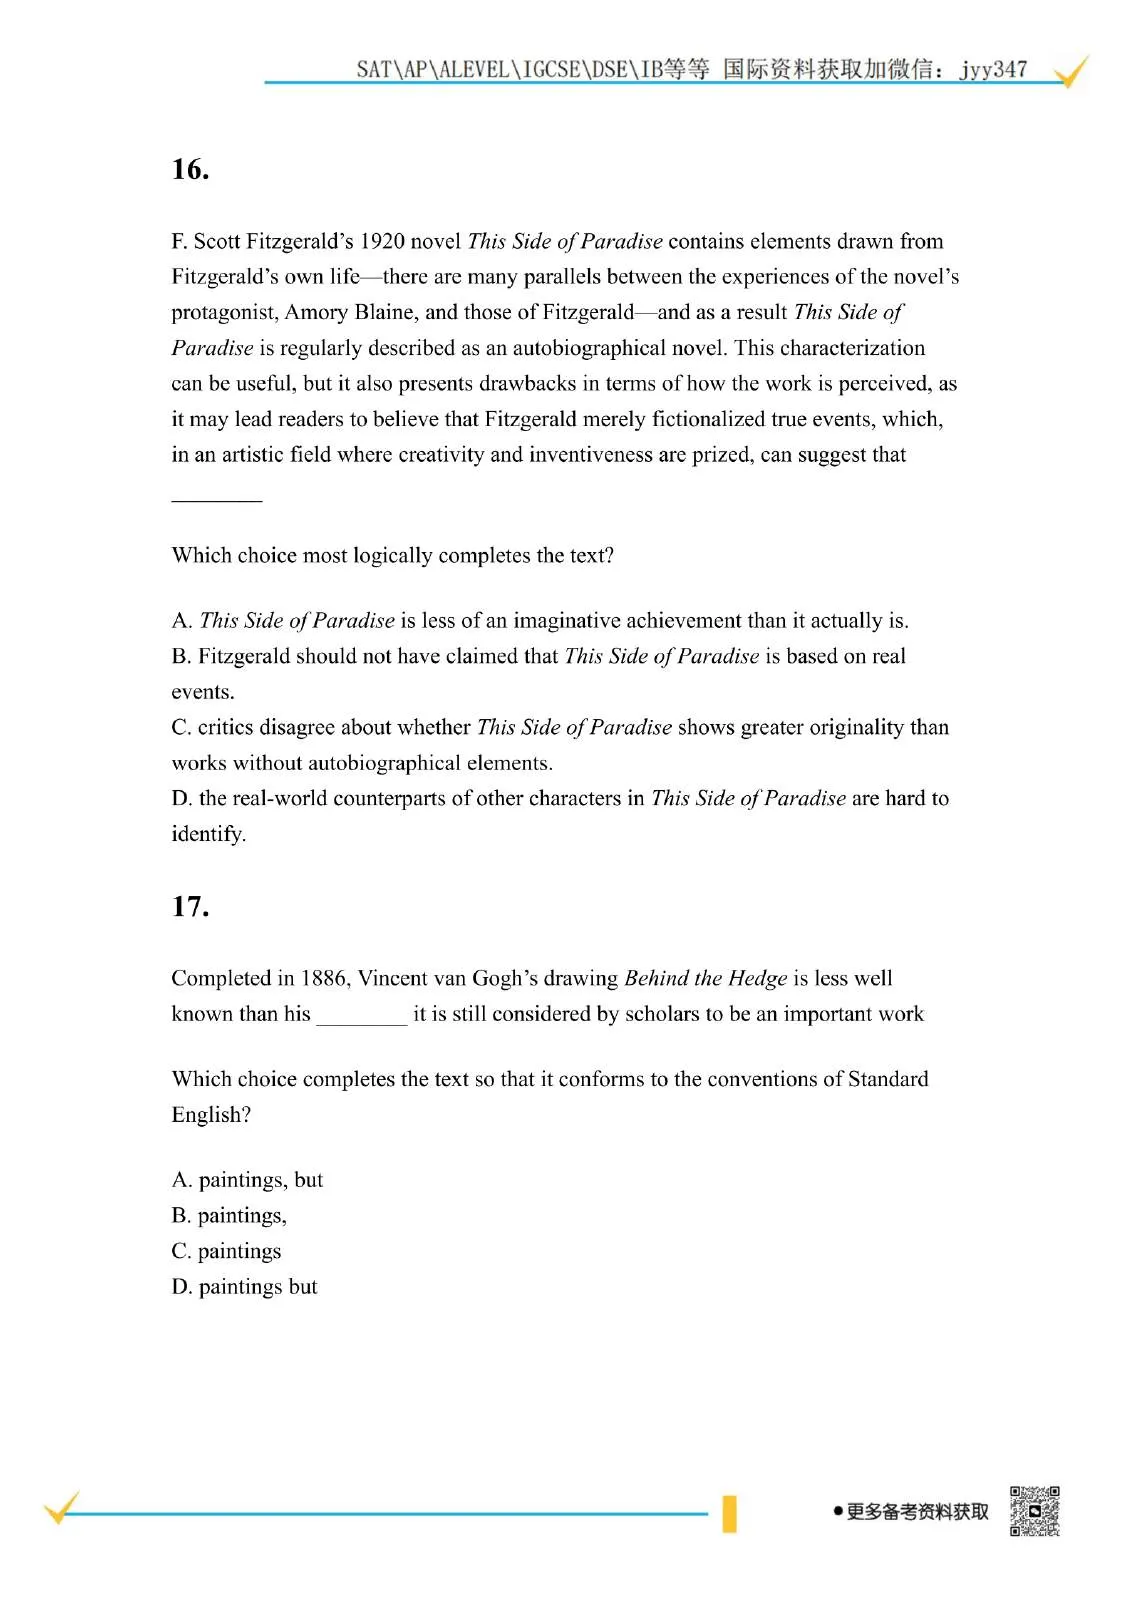 SAT\AP\ALEVEL\IGCSE\DSE\IB等等 国际资料获取加微信：jyy347
16.
F. Scott Fitzgerald’s 1920 novel This Side of Paradise contains elements drawn from
Fitzgerald’s own life—there are many parallels between the experiences of the novel’s
protagonist, Amory Blaine, and those of Fitzgerald—and as a result This Side of
Paradise is regularly described as an autobiographical novel. This characterization
can be useful, but it also presents drawbacks in terms of how the work is perceived, as
it may lead readers to believe that Fitzgerald merely fictionalized true events, which,
in an artistic field where creativity and inventiveness are prized, can suggest that
________
Which choice most logically completes the text?
A. This Side of Paradise is less of an imaginative achievement than it actually is.
B. Fitzgerald should not have claimed that This Side of Paradise is based on real
events.
C. critics disagree about whether This Side of Paradise shows greater originality than
works without autobiographical elements.
D. the real-world counterparts of other characters in This Side of Paradise are hard to
identify.
17.
Completed in 1886, Vincent van Gogh’s drawing Behind the Hedge is less well
known than his ________ it is still considered by scholars to be an important work
Which choice completes the text so that it conforms to the conventions of Standard
English?
A. paintings, but
B. paintings,
C. paintings
D. paintings but
●更多备考资料获取